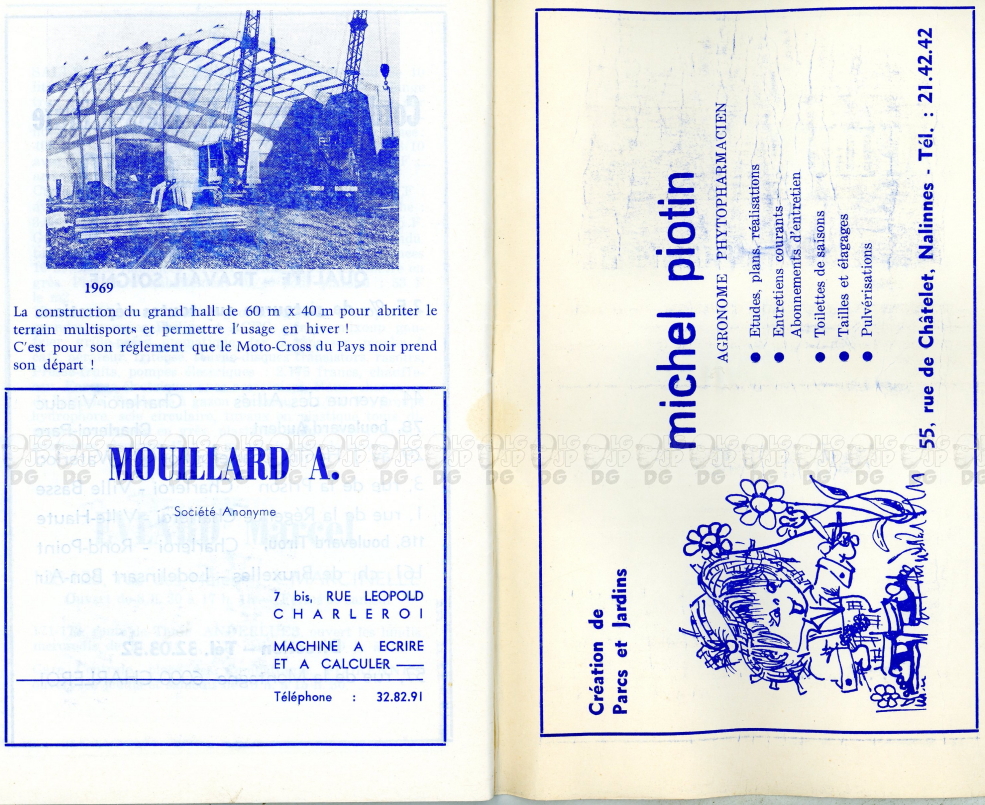 1969
La construction du grand hall de 60 m x 40 m pour abriter le
terrain multisports et permettre l'usage en hiver !
C'est pour son réglement que le Moto-Cross du Pays noir prend
son départ !
MOUILLARD A.
Société Anonyme
7 bis, RUE LEOPOLD
CHARLEROI
MACHINE A ECRIRE
ET A CALCULER
Téléphone : 32.82.91
Création de
Parcs et Jardins
michel piotin
AGRONOME PHYTOPHARMACIEN
● Etudes, plans, réalisations
● Entretiens courants
Abonnements d'entretien
● Toilettes de saisons
● Tailles et élagages
● Pulvérisations
55, rue de Châtelet, Nalinnes - Tél. : 21.42.42